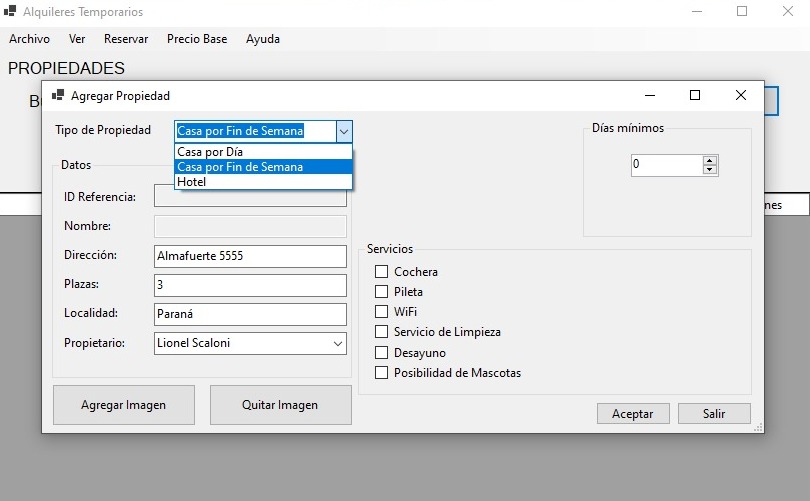 Alquileres Temporarios
Archivo Ver Reservar Precio Base Ayuda
PROPIEDADES
Agregar Propiedad
Tipo de Propiedad Casa por Fin de Semana
Casa por Día
Casa por Fin de Semana
Hotel
Días mínimos
0
Datos
ID Referencia:
Nombre:
Dirección: Almafuerte 5555
Plazas: 3
Localidad: Paraná
Propietario: Lionel Scaloni
Servicios
Cochera
Pileta
WiFi
Servicio de Limpieza
Desayuno
Posibilidad de Mascotas
Agregar Imagen Quitar Imagen
Aceptar Salir